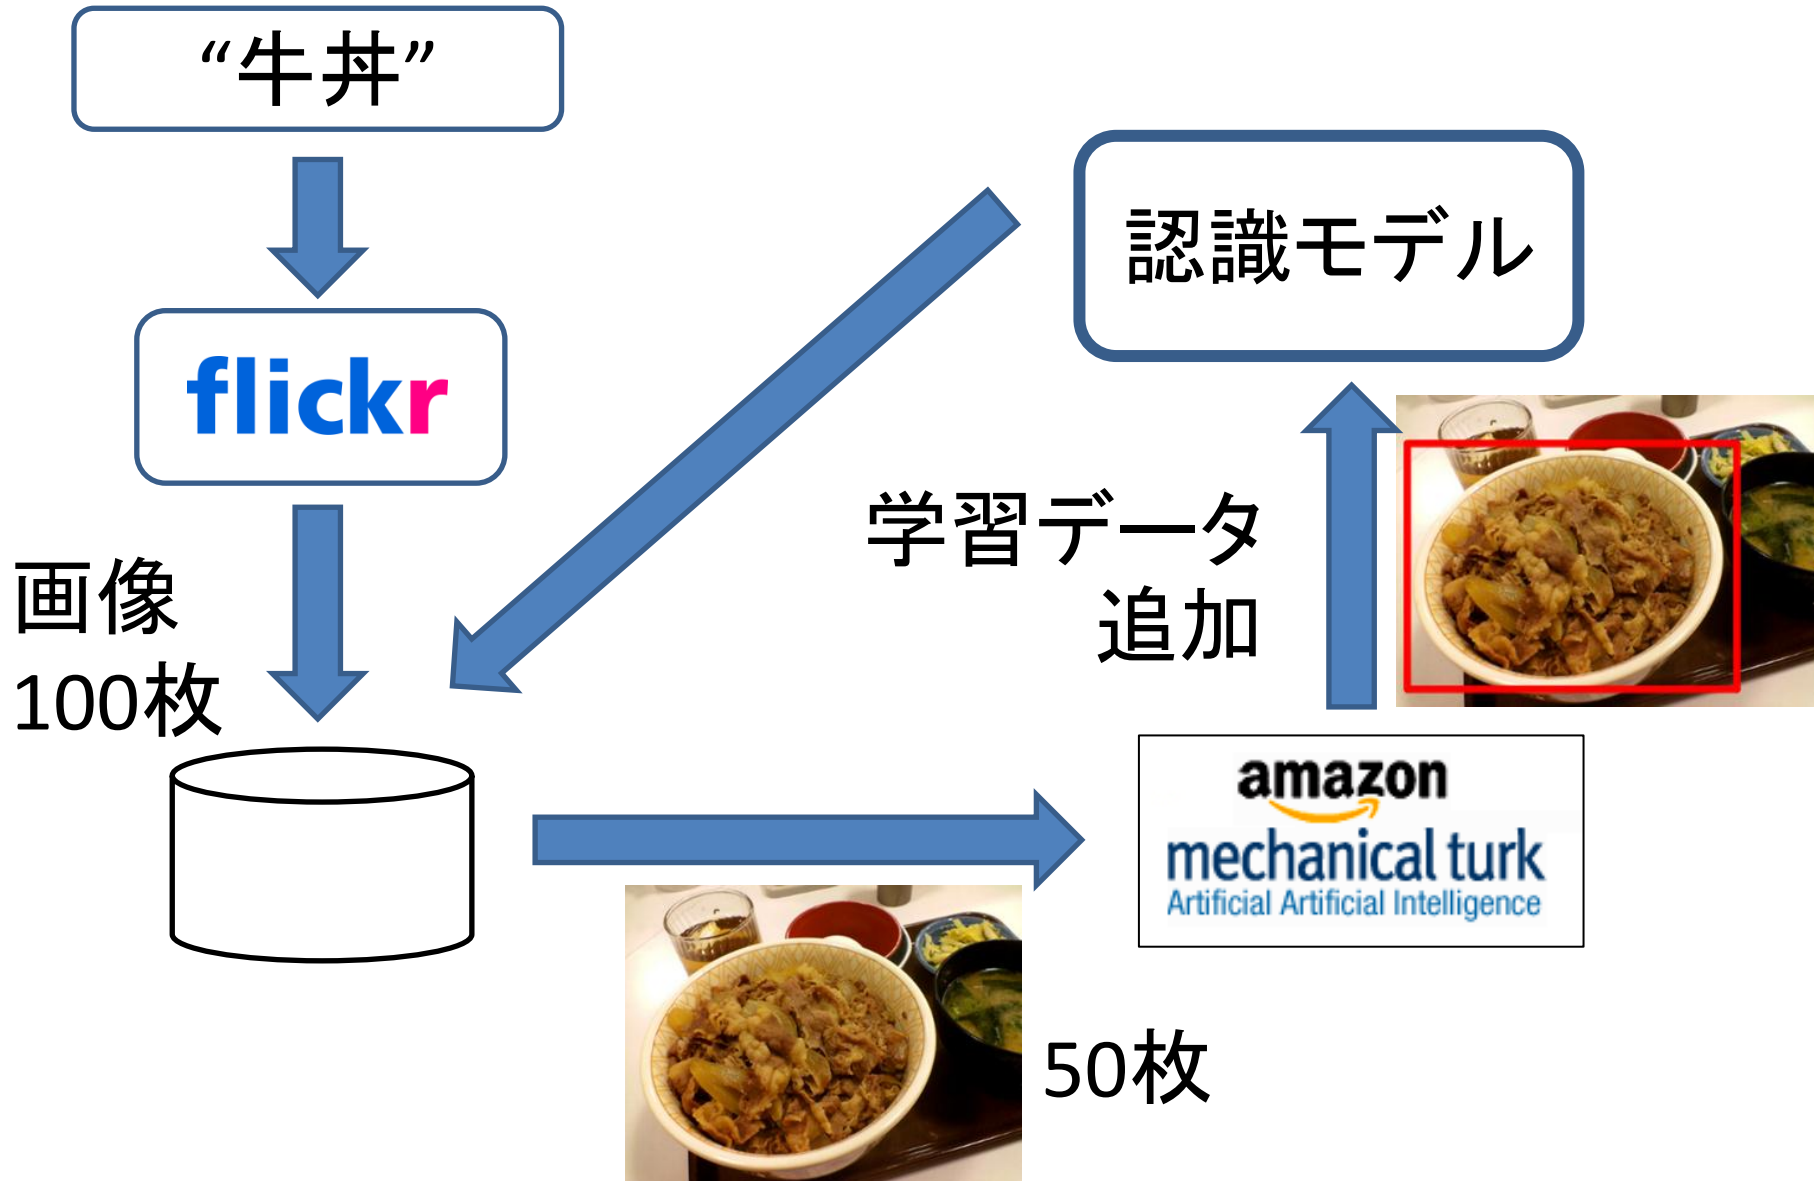 “牛丼”
flickr
画像
100枚
認識モデル
学習データ
追加
amazon
mechanical turk
Artificial Artificial Intelligence
50枚